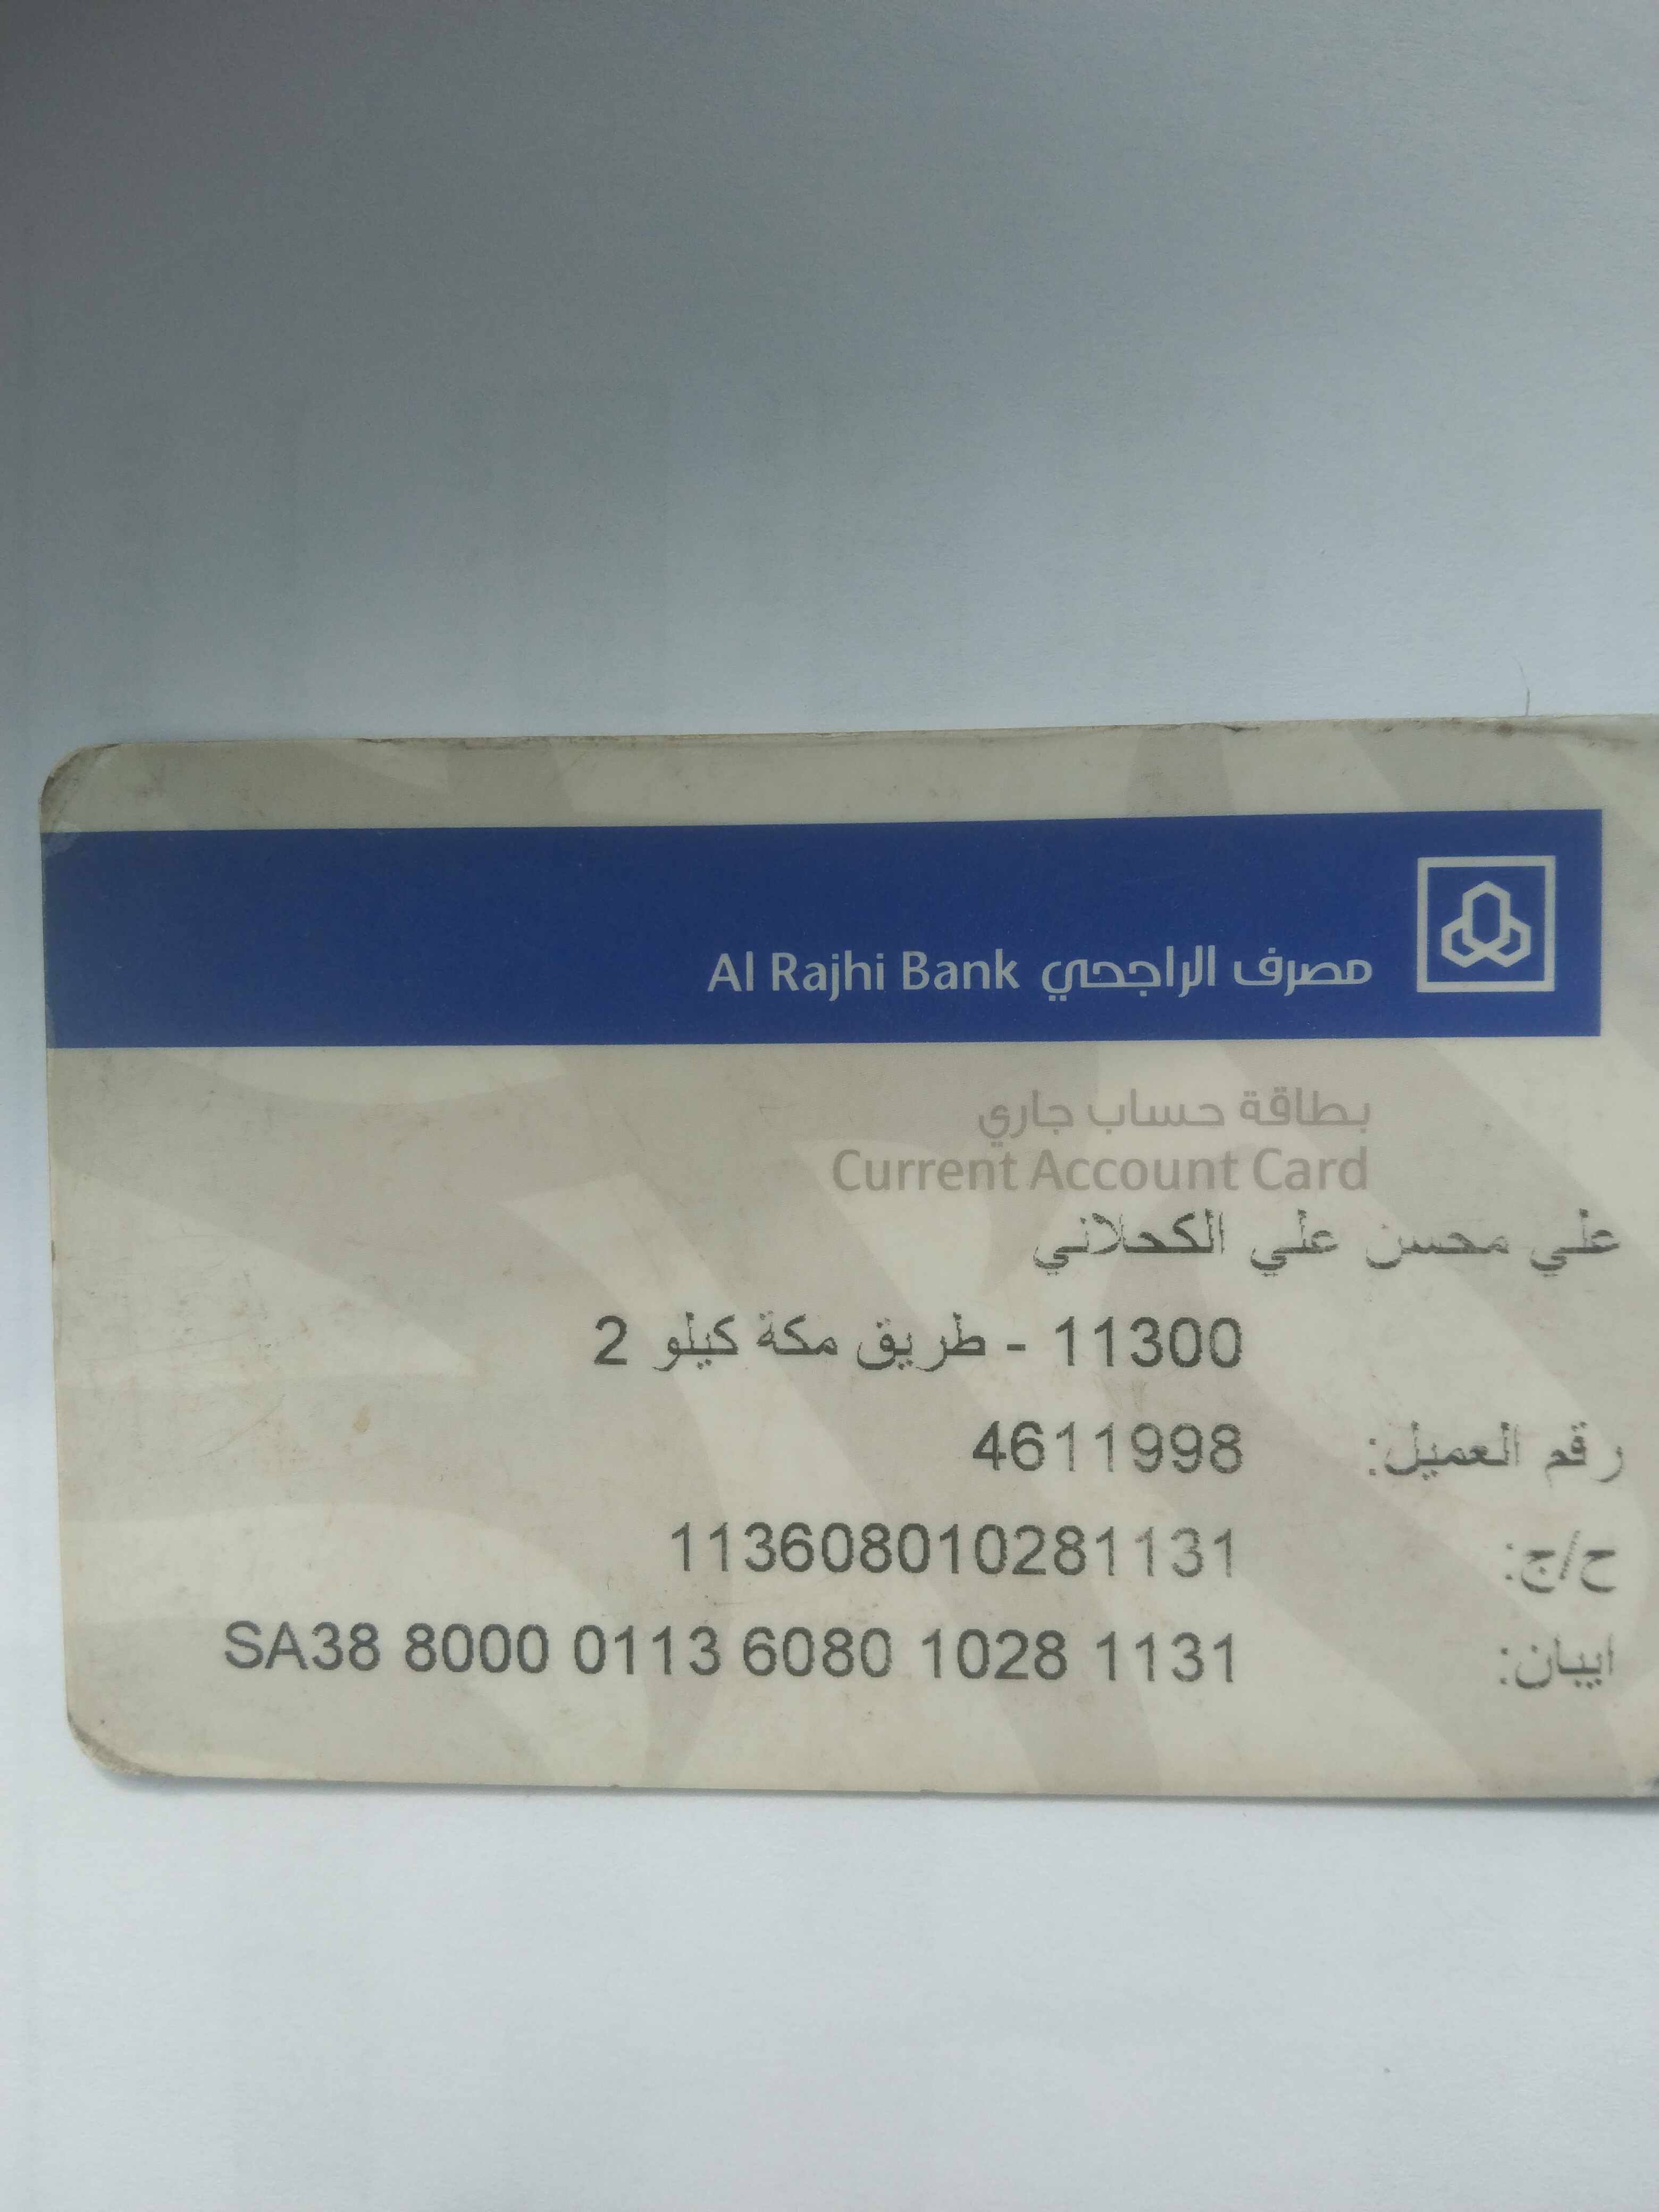 مصرف الراجحي Al Rajhi Bank
بطاقة حساب جاري
Current Account Card
علي محسن علي الكحلاني
11300 - طريق مكة كيلو 2
رقم العميل: 4611998
ح/ج: 113608010281131
ايبان: SA38 8000 0113 6080 1028 1131